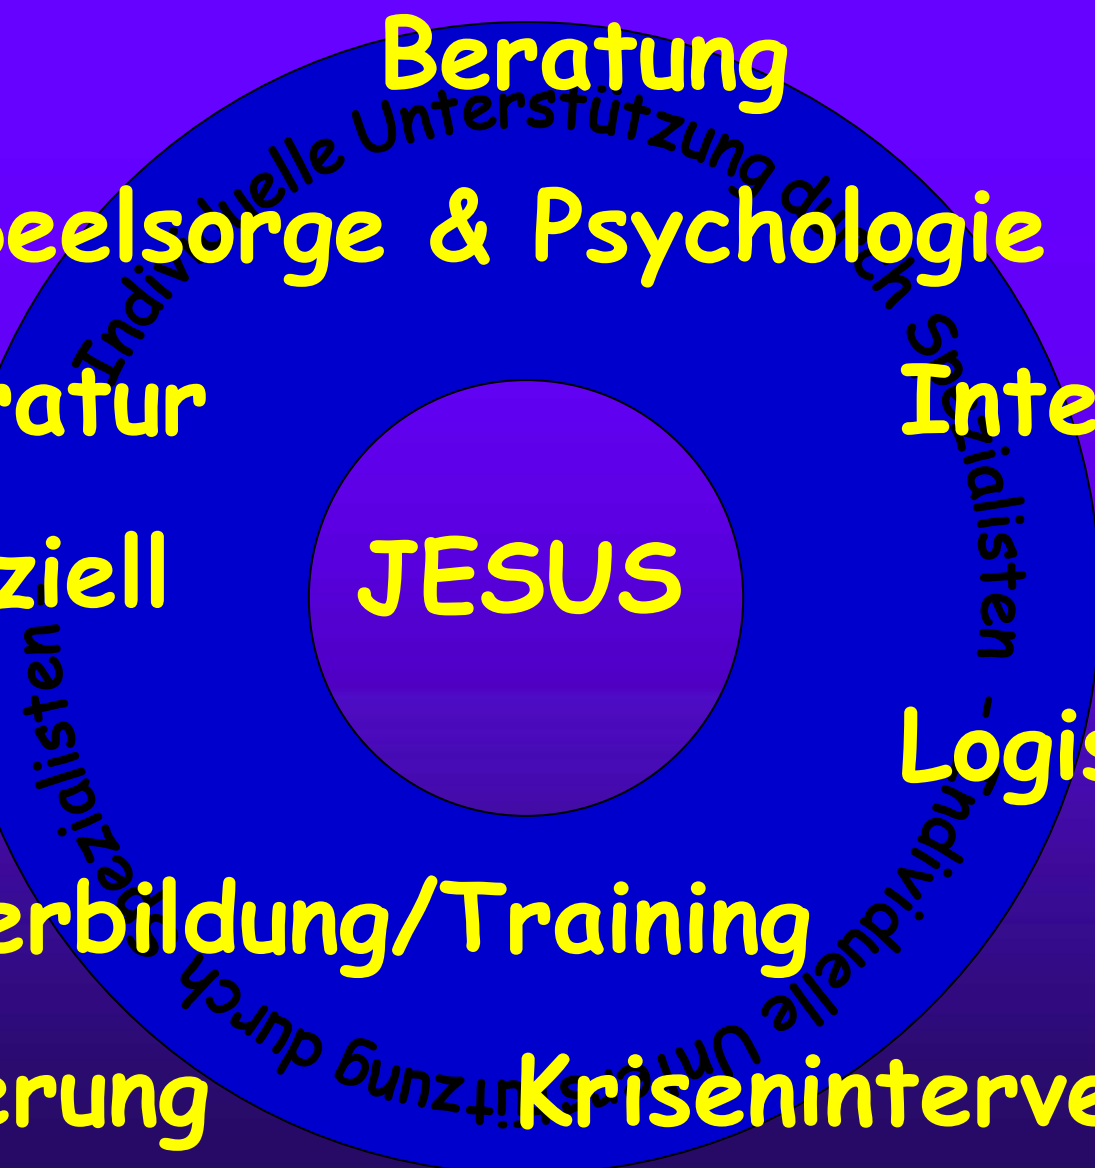 Beratung
Individuelle Unterstützung durch Spezialisten - Individuelle Unterstützung durch Spezialisten -
eelsorge & Psychologie
ratur
Inte
ziell
JESUS
Logis
erbildung/Training
erung
Kriseninterve